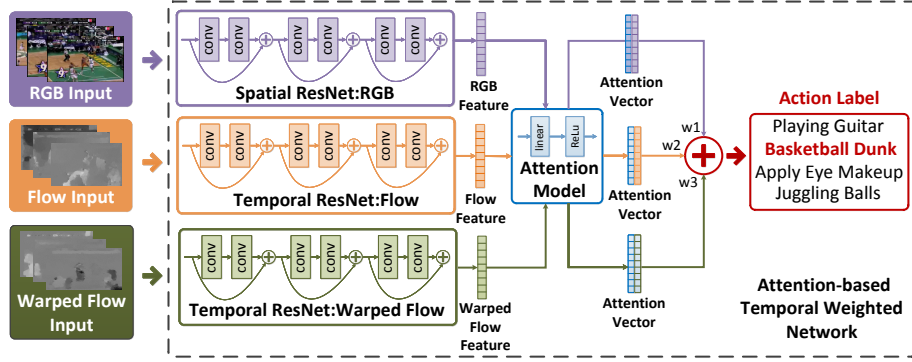 RGB Input
conv
conv
conv
conv
conv
conv
Spatial ResNet:RGB
RGB
Feature
Attention
Vector
Flow Input
conv
conv
conv
conv
conv
conv
Temporal ResNet:Flow
Flow
Feature
linear
ReLu
Attention
Model
Attention
Vector
Warped Flow
Input
conv
conv
conv
conv
conv
conv
Temporal ResNet:Warped Flow
Warped
Flow
Feature
Attention
Vector
w1
w2
w3
Action Label
Playing Guitar
Basketball Dunk
Apply Eye Makeup
Juggling Balls
Attention-based
Temporal Weighted
Network